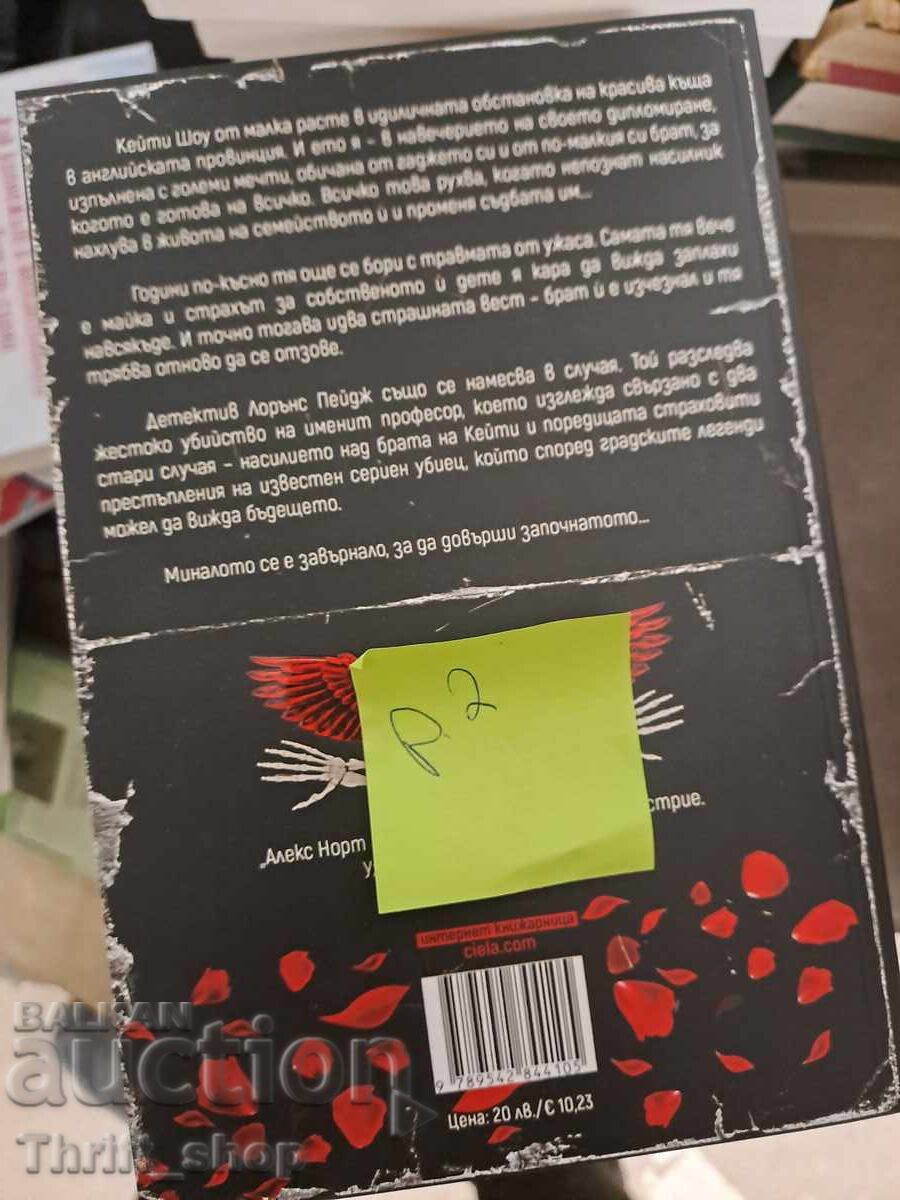 Кейти Шоу от малка расте в идиличната обстановка на красива къща
в английската провинция. И ето я – в навечерието на своето дипломиране,
изпълнена с големи мечти, обичана от гаджето си и от по-малкия си брат, за
когото е готова на всичко. Всичко това рухва, когато непознат насилник
нахлува в живота на семейството ѝ и променя съдбата им...
Години по-късно тя още се бори с травмата от ужаса. Самата тя вече
е майка и страхът за собственото ѝ дете я кара да вижда заплахи
навсякъде. И точно тогава идва страшната вест – брат ѝ е изчезнал и тя
трябва отново да се отзове.
Детектив Лорънс Пейдж също се намесва в случая. Той разследва
жестоко убийство на именит професор, което изглежда свързано с два
стари случая – насилието над брата на Кейти и поредицата страховити
престъпления на известен сериен убиец, който според градските легенди
можел да вижда бъдещето.
Миналото се е завърнало, за да довърши започнатото...
р. 2
„Алекс Норт стрие.
интернет книжарница
ciela.com
9 789542 844105
Цена: 20 лв./€ 10,23
BALKAN
auction
Thrift_shop